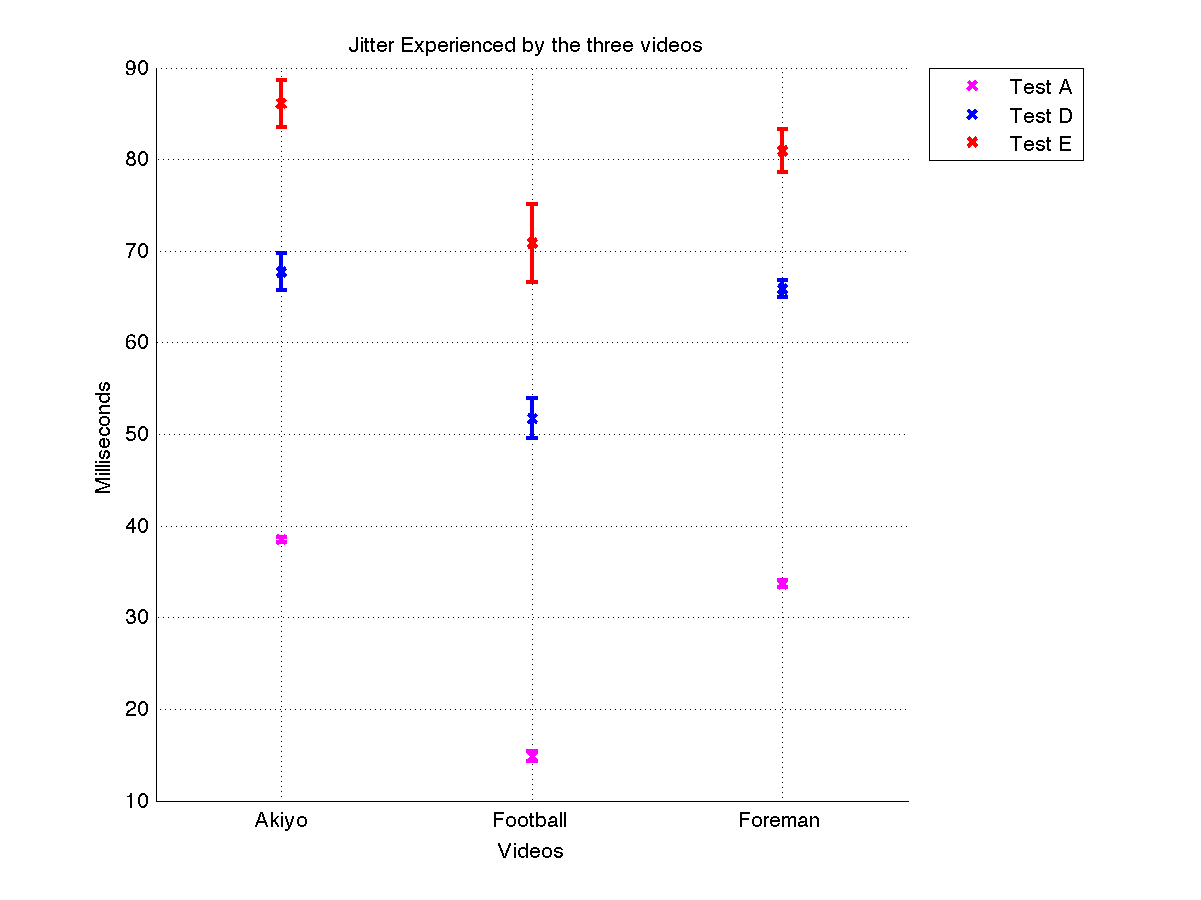 Jitter Experienced by the three videos
90
80
70
60
50
40
30
20
10
Milliseconds
Akiyo Football Foreman
Videos
Test A
Test D
Test E